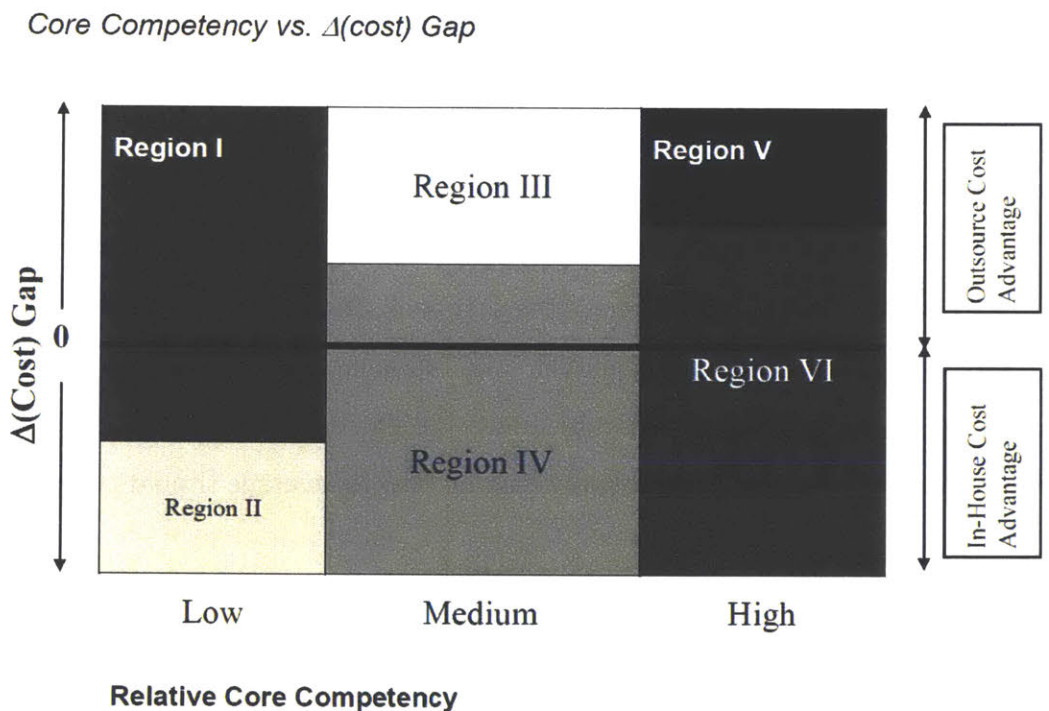 Core Competency vs. Δ(cost) Gap
Region I
Region III
Region V
Outsource Cost
Advantage
Δ(Cost) Gap
0
Region VI
Region IV
In-House Cost
Advantage
Region II
Low
Medium
High
Relative Core Competency